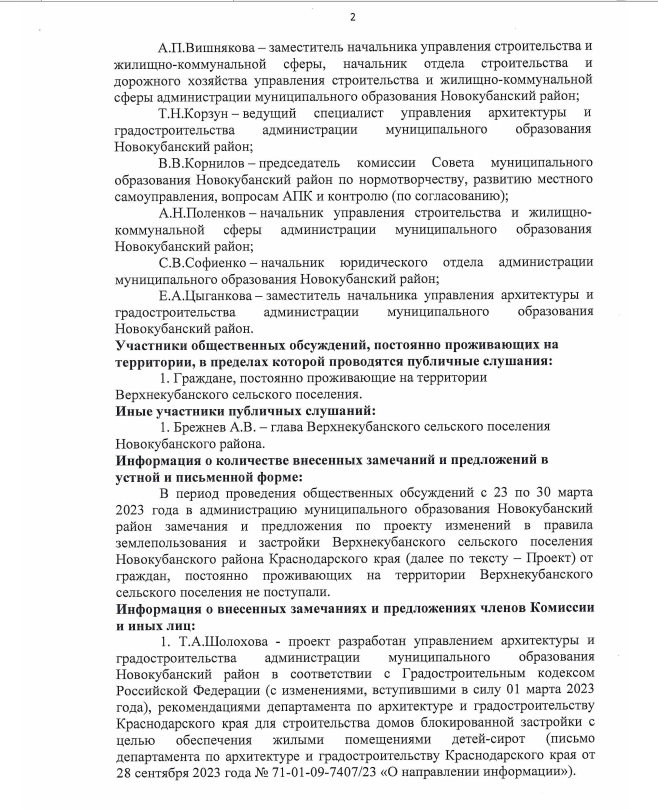 2
А.П.Вишнякова – заместитель начальника управления строительства и
жилищно-коммунальной сферы, начальник отдела строительства и
дорожного хозяйства управления строительства и жилищно-коммунальной
сферы администрации муниципального образования Новокубанский район;
Т.Н.Корзун – ведущий специалист управления архитектуры и
градостроительства администрации муниципального образования
Новокубанский район;
В.В.Корнилов – председатель комиссии Совета муниципального
образования Новокубанский район по нормотворчеству, развитию местного
самоуправления, вопросам АПК и контролю (по согласованию);
А.Н.Поленков – начальник управления строительства и жилищно-
коммунальной сферы администрации муниципального образования
Новокубанский район;
С.В.Софиенко – начальник юридического отдела администрации
муниципального образования Новокубанский район;
Е.А.Цыганкова – заместитель начальника управления архитектуры и
градостроительства администрации муниципального образования
Новокубанский район.
Участники общественных обсуждений, постоянно проживающих на
территории, в пределах которой проводятся публичные слушания:
1. Граждане, постоянно проживающие на территории
Верхнекубанского сельского поселения.
Иные участники публичных слушаний:
1. Брежнев А.В. – глава Верхнекубанского сельского поселения
Новокубанского района.
Информация о количестве внесенных замечаний и предложений в
устной и письменной форме:
В период проведения общественных обсуждений с 23 по 30 марта
2023 года в администрацию муниципального образования Новокубанский
район замечания и предложения по проекту изменений в правила
землепользования и застройки Верхнекубанского сельского поселения
Новокубанского района Краснодарского края (далее по тексту – Проект) от
граждан, постоянно проживающих на территории Верхнекубанского
сельского поселения не поступали.
Информация о внесенных замечаниях и предложениях членов Комиссии
и иных лиц:
1. Т.А.Шолохова - проект разработан управлением архитектуры и
градостроительства администрации муниципального образования
Новокубанский район в соответствии с Градостроительным кодексом
Российской Федерации (с изменениями, вступившими в силу 01 марта 2023
года), рекомендациями департамента по архитектуре и градостроительству
Краснодарского края для строительства домов блокированной застройки с
целью обеспечения жилыми помещениями детей-сирот (письмо
департамента по архитектуре и градостроительству Краснодарского края от
28 сентября 2023 года № 71-01-09-7407/23 «О направлении информации»).